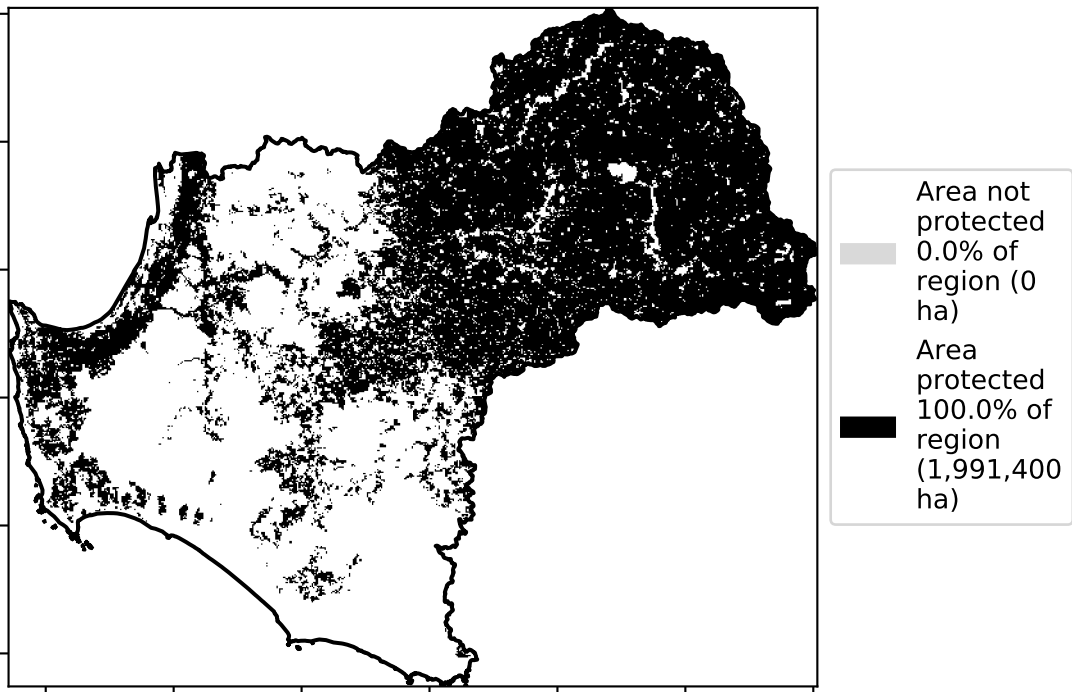 Area not
protected
0.0% of
region (0
ha)
Area
protected
100.0% of
region
(1,991,400
ha)